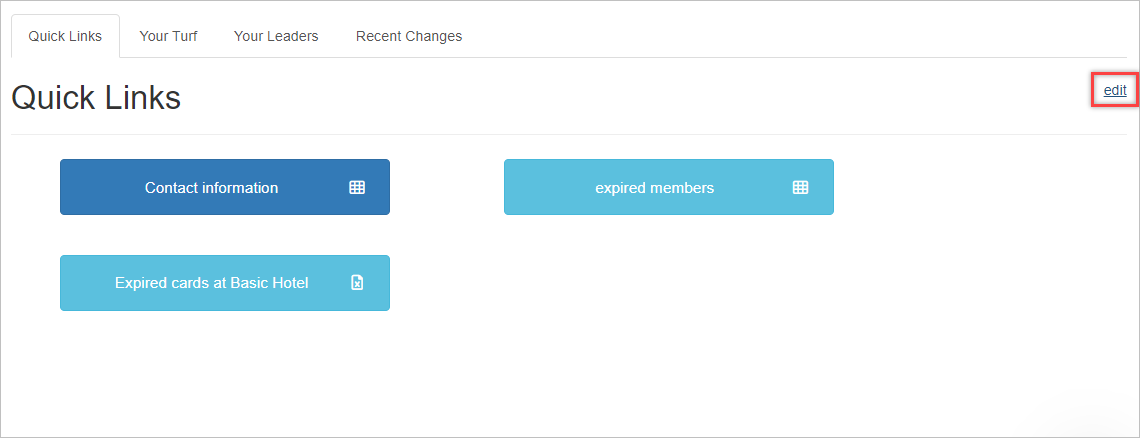 Quick Links Your Turf Your Leaders Recent Changes
Quick Links edit
Contact information expired members
Expired cards at Basic Hotel